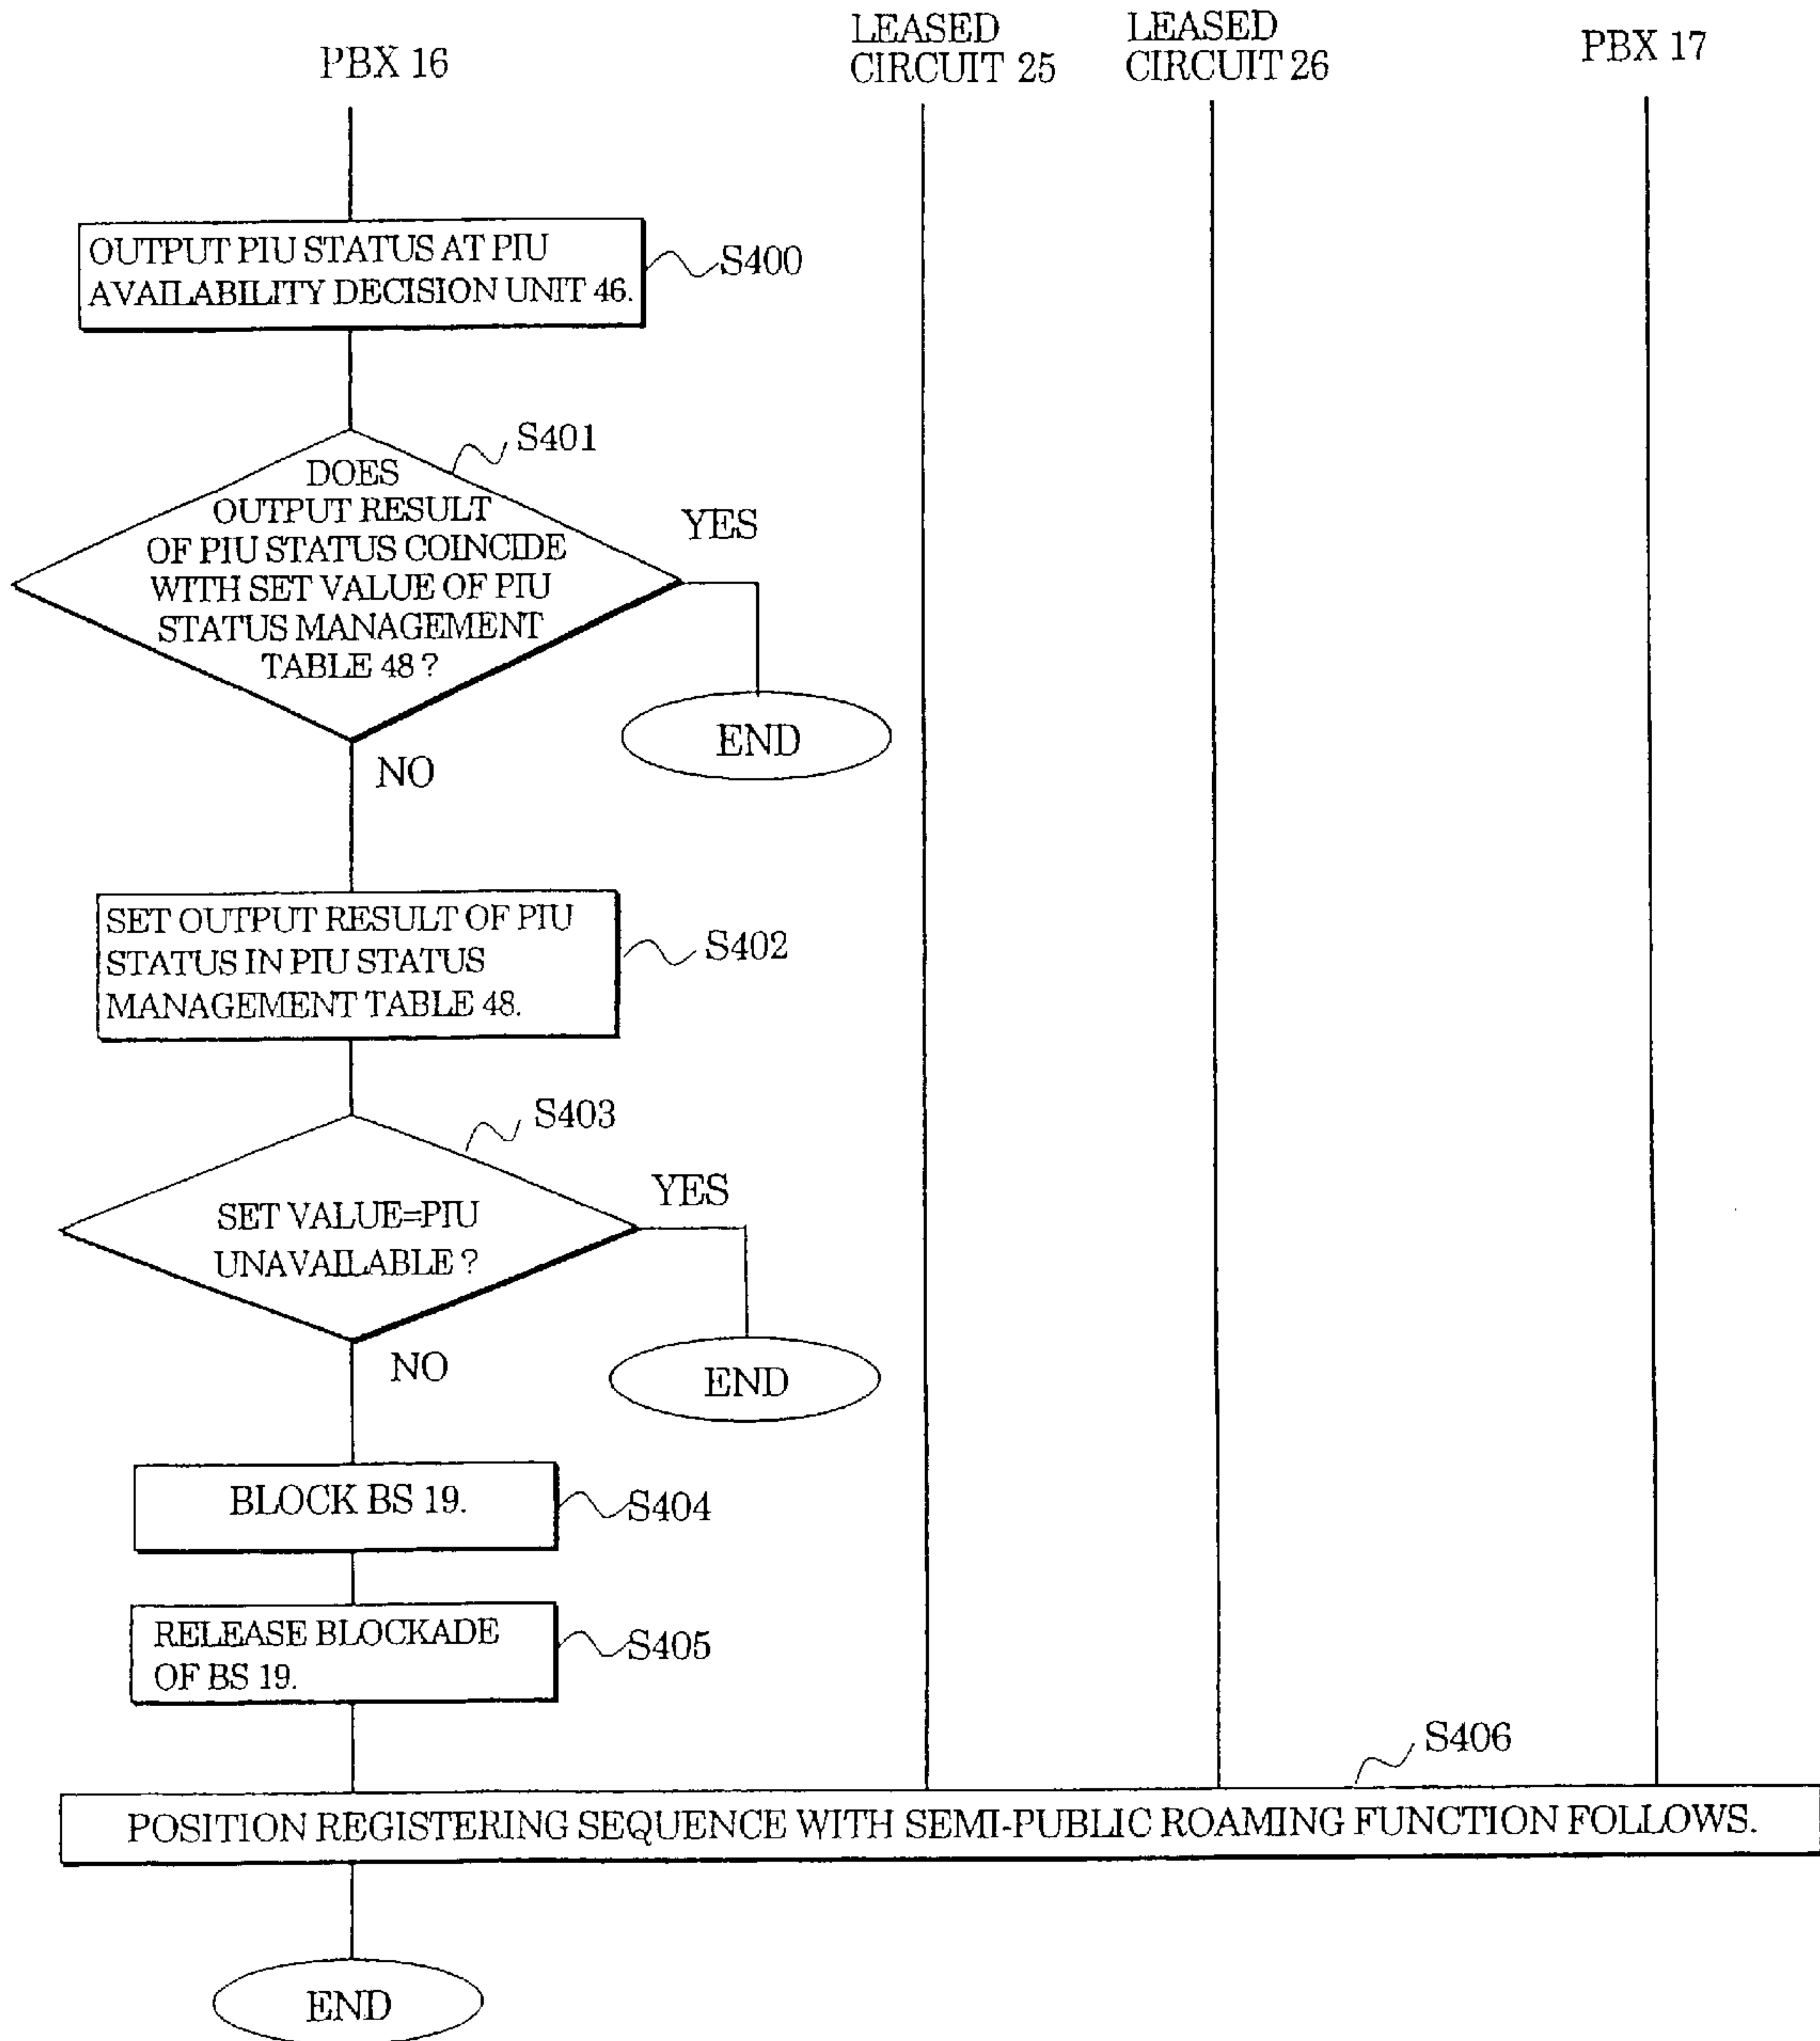 PBX 16
LEASED
CIRCUIT 25
LEASED
CIRCUIT 26
PBX 17
OUTPUT PIU STATUS AT PIU
AVAILABILITY DECISION UNIT 46.
S400
S401
DOES
OUTPUT RESULT
OF PIU STATUS COINCIDE
WITH SET VALUE OF PIU
STATUS MANAGEMENT
TABLE 48 ?
YES
END
NO
SET OUTPUT RESULT OF PIU
STATUS IN PIU STATUS
MANAGEMENT TABLE 48.
S402
S403
SET VALUE=PIU
UNAVAILABLE ?
YES
END
NO
BLOCK BS 19.
S404
RELEASE BLOCKADE
OF BS 19.
S405
S406
POSITION REGISTERING SEQUENCE WITH SEMI-PUBLIC ROAMING FUNCTION FOLLOWS.
END